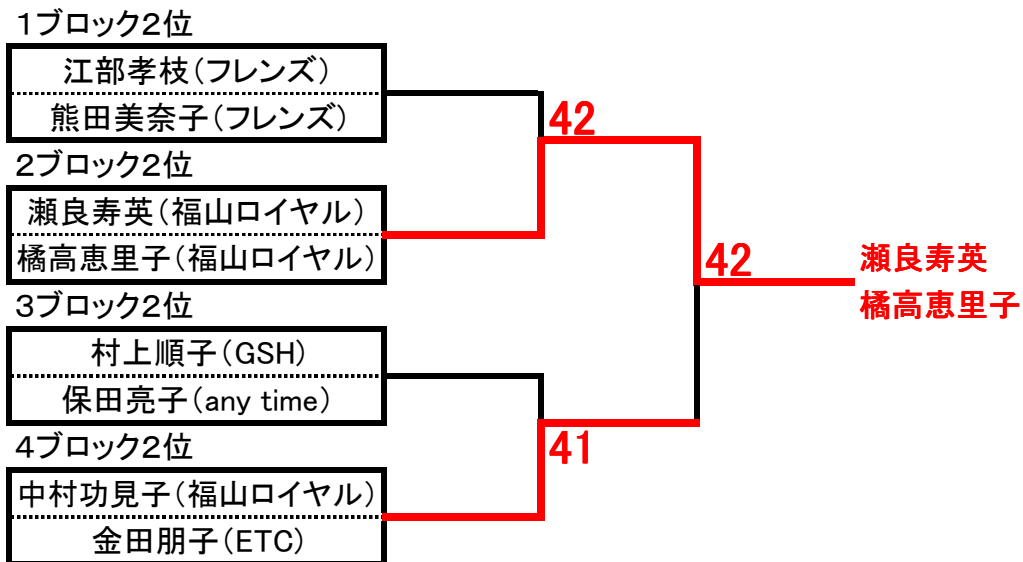 1ブロック2位
江部孝枝(フレンズ)
熊田美奈子(フレンズ)
42
2ブロック2位
瀬良寿英(福山ロイヤル)
橘高恵里子(福山ロイヤル)
42
瀬良寿英
橘高恵里子
3ブロック2位
村上順子(GSH)
保田亮子(any time)
41
4ブロック2位
中村功見子(福山ロイヤル)
金田朋子(ETC)